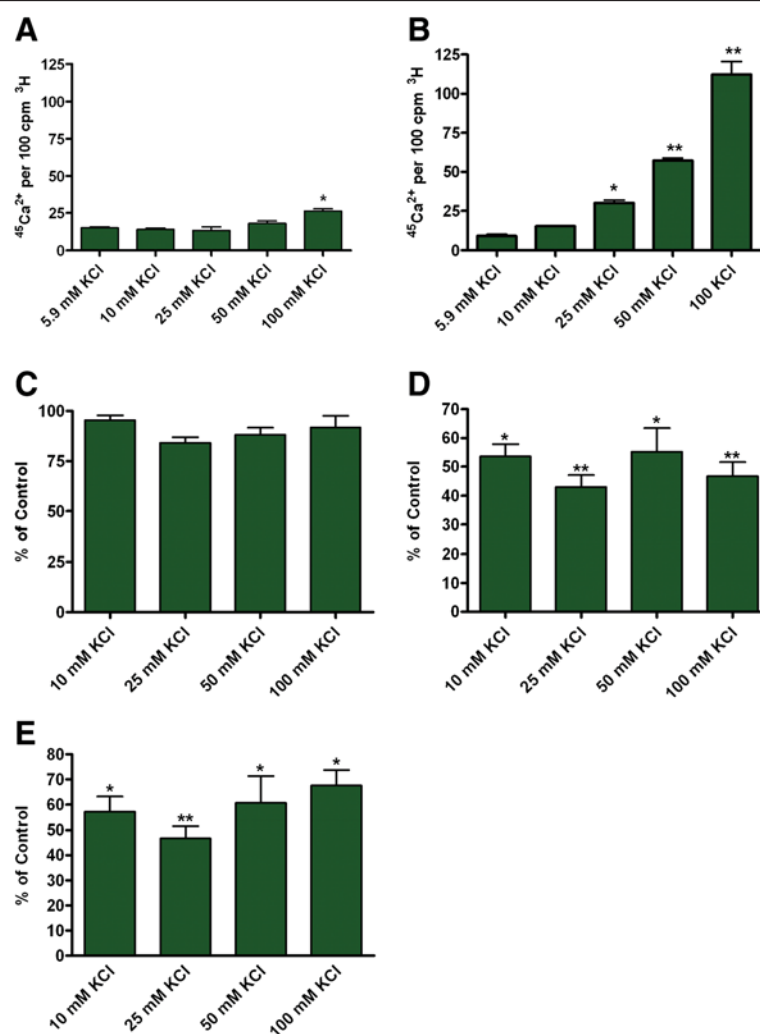 A
⁴⁵Ca²⁺ per 100 cpm ³H
125
100
75
50
25
0
*
5.9 mM KCl
10 mM KCl
25 mM KCl
50 mM KCl
100 mM KCl
B
⁴⁵Ca²⁺ per 100 cpm ³H
125
100
75
50
25
0
*
**
**
5.9 mM KCl
10 mM KCl
25 mM KCl
50 mM KCl
100 KCl
C
% of Control
100
75
50
25
0
10 mM KCl
25 mM KCl
50 mM KCl
100 mM KCl
D
% of Control
70
60
50
40
30
20
10
0
*
**
*
**
10 mM KCl
25 mM KCl
50 mM KCl
100 mM KCl
E
% of Control
80
70
60
50
40
30
20
10
0
*
**
*
*
10 mM KCl
25 mM KCl
50 mM KCl
100 mM KCl